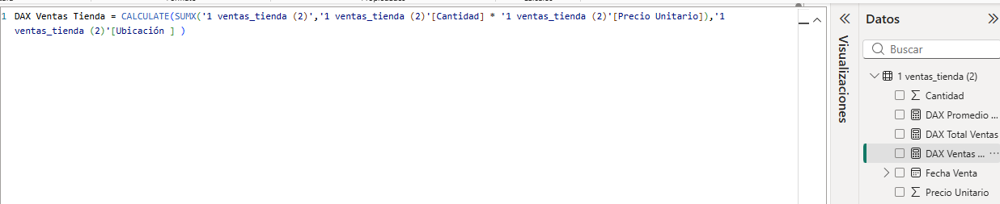 1 DAX Ventas Tienda = CALCULATE(SUMX('1 ventas_tienda (2)','1 ventas_tienda (2)'[Cantidad] * '1 ventas_tienda (2)'[Precio Unitario]),'1
ventas_tienda (2)'[Ubicación ] )
Visualizaciones
Datos
Buscar
1 ventas_tienda (2)
Cantidad
DAX Promedio ...
DAX Total Ventas
DAX Ventas ...
Fecha Venta
Precio Unitario